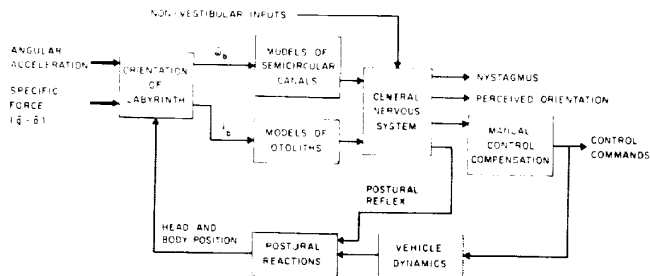 NON-VESTIBULAR INPUTS
ANGULAR
ACCELERATION
SPECIFIC
FORCE
ORIENTATION
OF
LABYRINTH
MODELS OF
SEMICIRCULAR
CANALS
MODELS OF
OTOLITHS
CENTRAL
NERVOUS
SYSTEM
NYSTAGMUS
PERCEIVED ORIENTATION
MANUAL
CONTROL
COMPENSATION
CONTROL
COMMANDS
POSTURAL
REFLEX
HEAD AND
BODY POSITION
POSTURAL
REACTIONS
VEHICLE
DYNAMICS